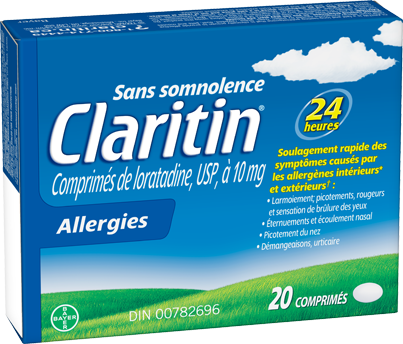 Sans somnolence
Claritin®
Comprimés de loratadine, USP, à 10 mg
Allergies
24
heures
Soulagement rapide des
symptômes causés par
les allergènes intérieurs*
et extérieurs† :
• Larmoiement; picotements, rougeurs
et sensation de brûlure des yeux
• Éternuements et écoulement nasal
• Picotement du nez
• Démangeaisons, urticaire
BAYER
BAYER
DIN 00782696
20 COMPRIMÉS